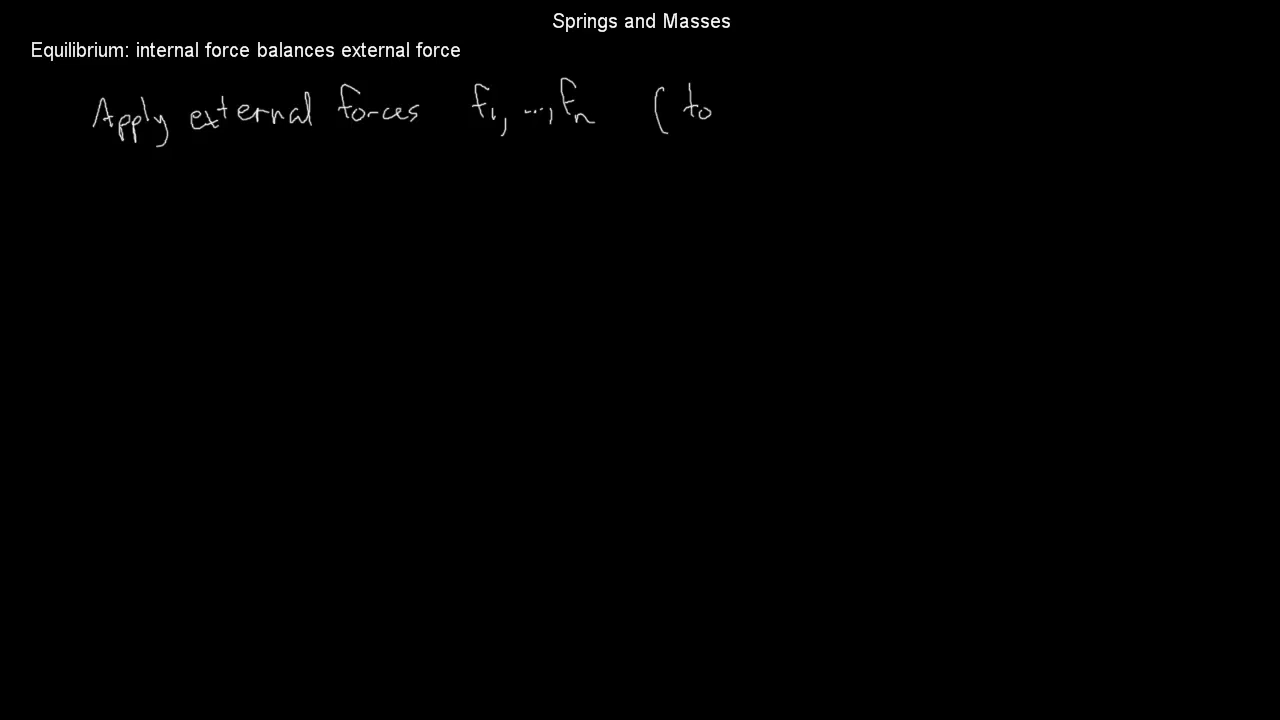 Springs and Masses
Equilibrium: internal force balances external force
Apply external forces f₁, ..., fₙ ( to